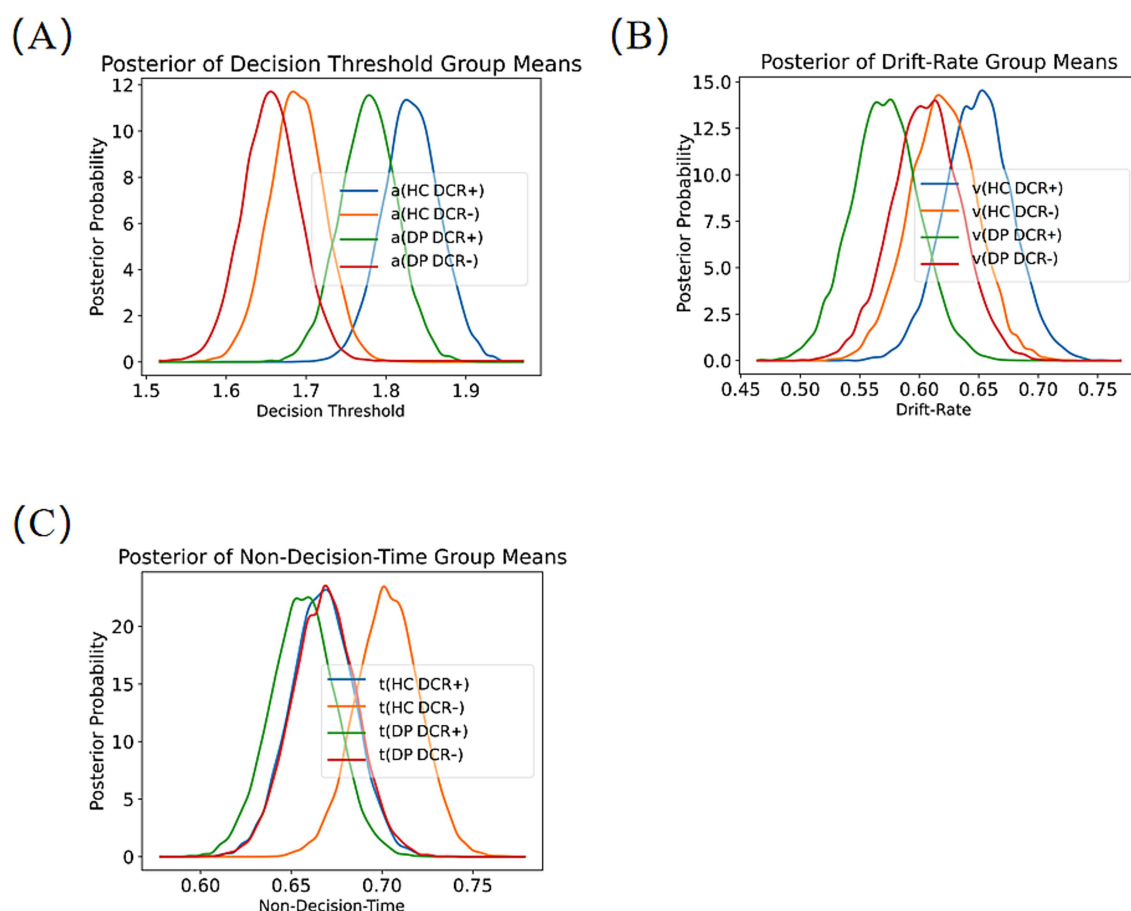 (A)
Posterior of Decision Threshold Group Means
Posterior Probability
12
10
8
6
4
2
0
a(HC DCR+)
a(HC DCR-)
a(DP DCR+)
a(DP DCR-)
1.5 1.6 1.7 1.8 1.9
Decision Threshold
(B)
Posterior of Drift-Rate Group Means
Posterior Probability
15.0
12.5
10.0
7.5
5.0
2.5
0.0
v(HC DCR+)
v(HC DCR-)
v(DP DCR+)
v(DP DCR-)
0.45 0.50 0.55 0.60 0.65 0.70 0.75
Drift-Rate
(C)
Posterior of Non-Decision-Time Group Means
Posterior Probability
20
15
10
5
0
t(HC DCR+)
t(HC DCR-)
t(DP DCR+)
t(DP DCR-)
0.60 0.65 0.70 0.75
Non-Decision-Time